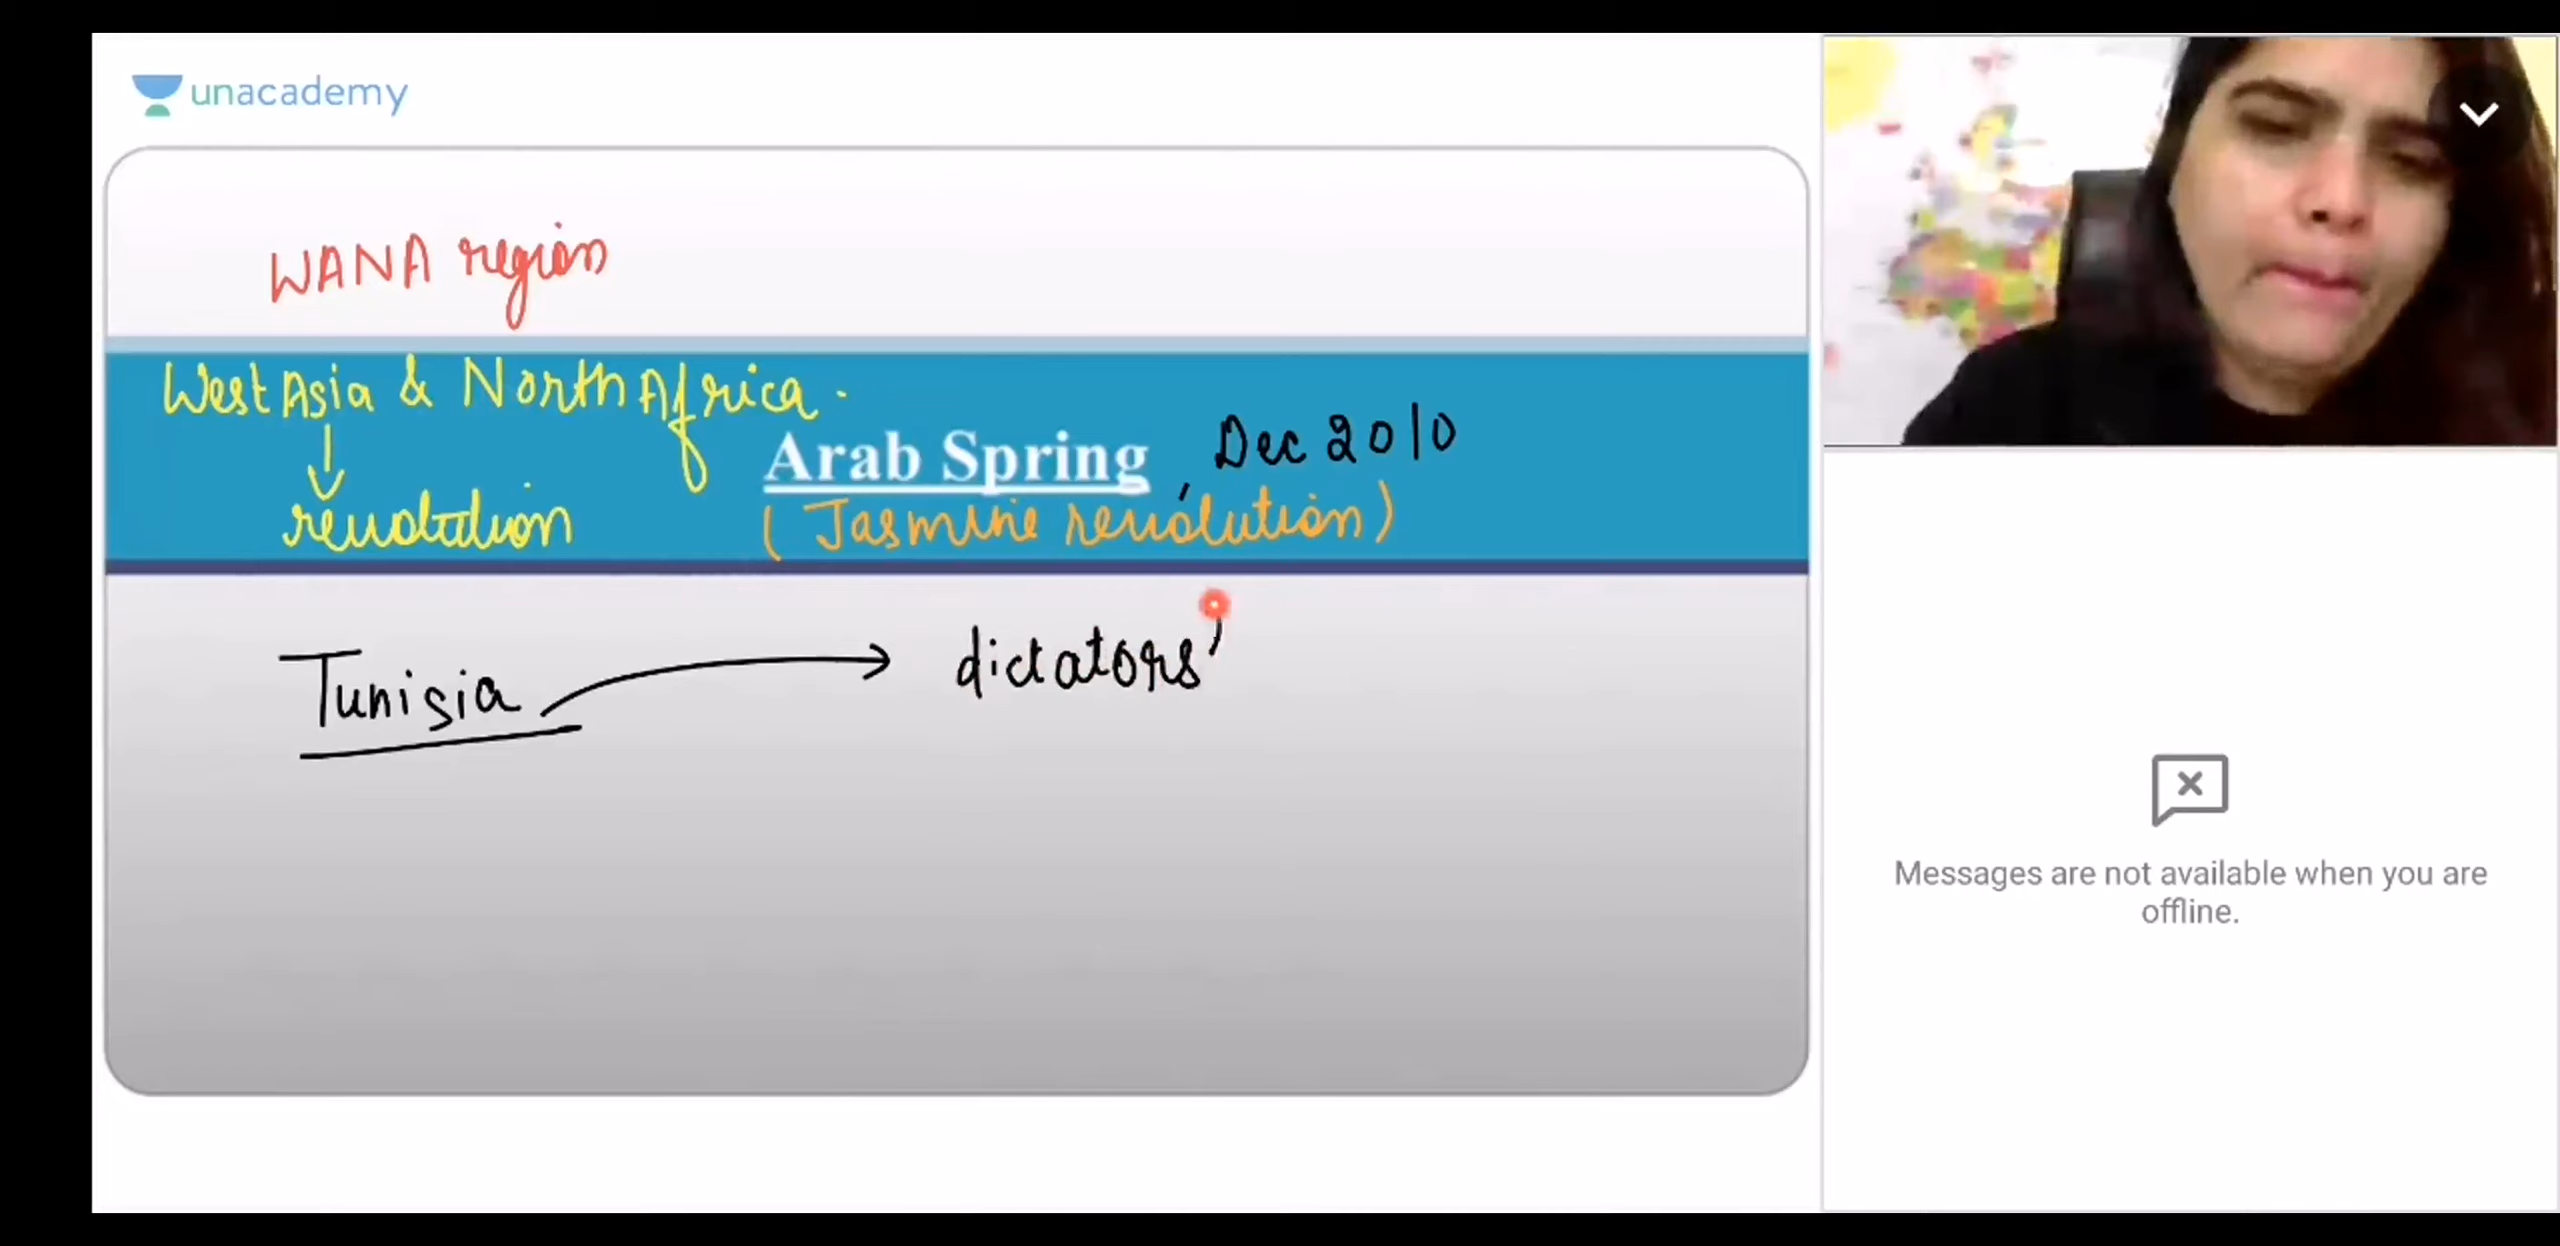 unacademy
WANA region
West Asia & North Africa.
revolution
Arab Spring, Dec 2010
(Jasmine revolution)
Tunisia → dictators'
Messages are not available when you are
offline.